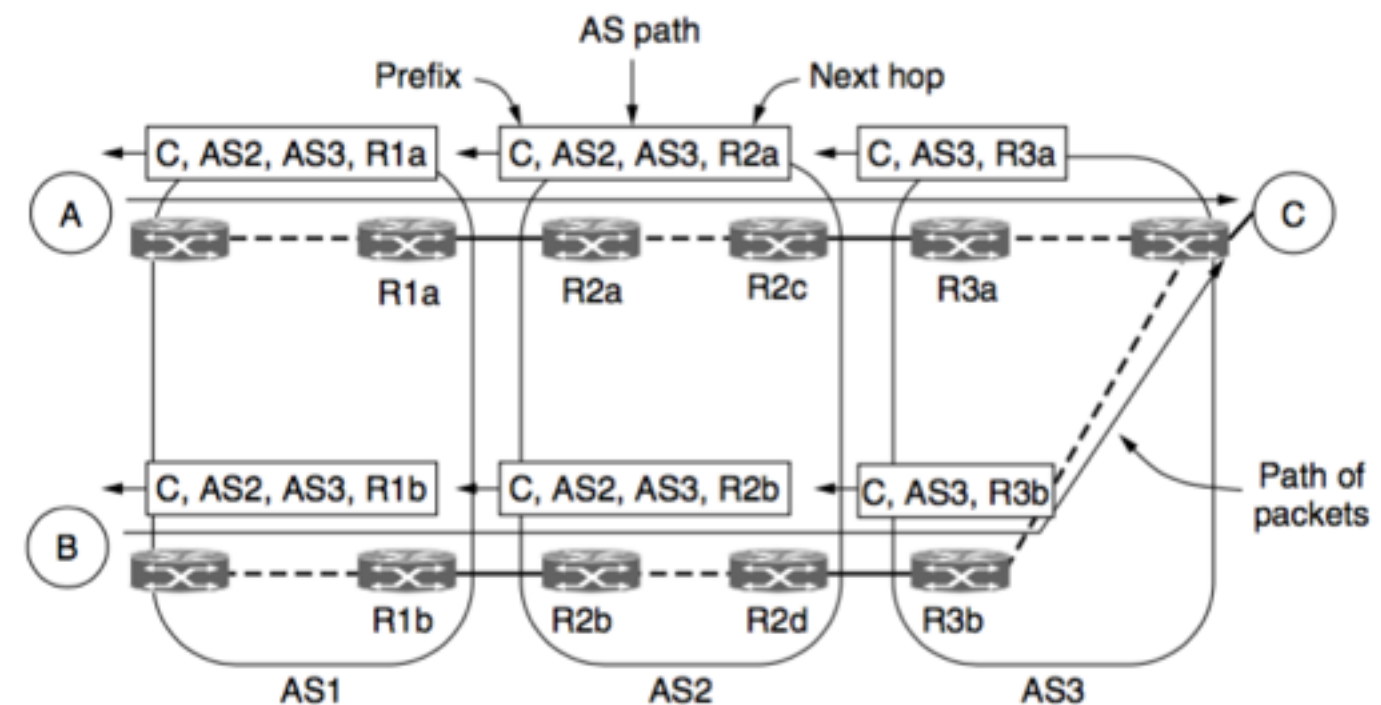 AS path
Prefix
Next hop
C, AS2, AS3, R1a
C, AS2, AS3, R2a
C, AS3, R3a
A
C
R1a
R2a
R2c
R3a
C, AS2, AS3, R1b
C, AS2, AS3, R2b
C, AS3, R3b
Path of
packets
B
R1b
R2b
R2d
R3b
AS1
AS2
AS3